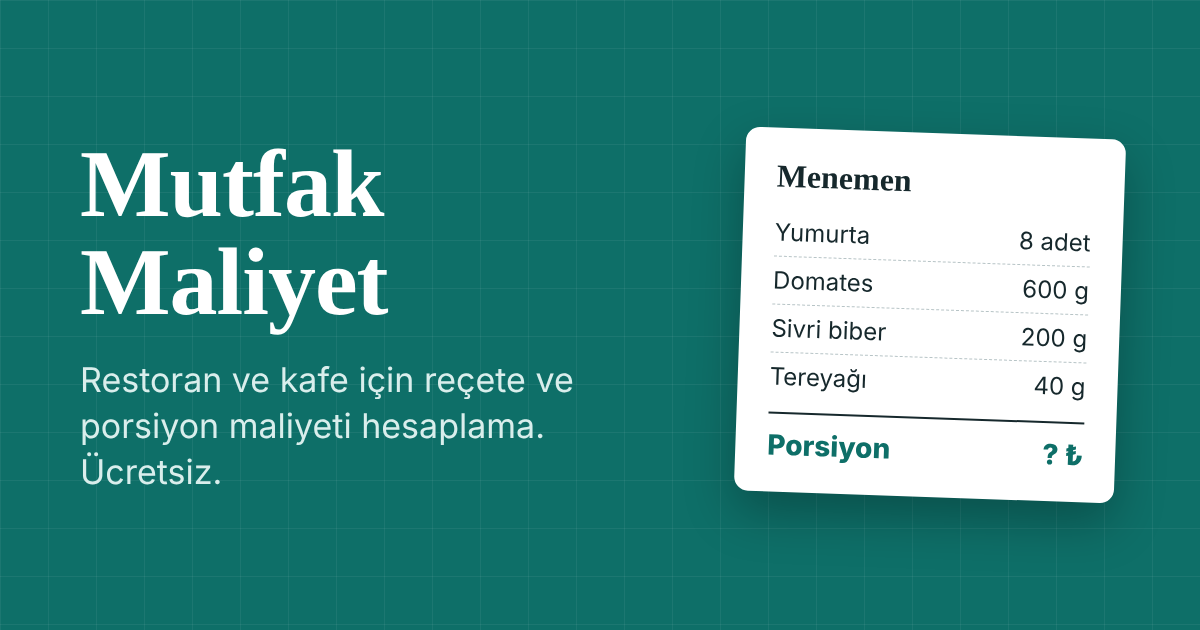 Mutfak
Maliyet
Restoran ve kafe için reçete ve
porsiyon maliyeti hesaplama.
Ücretsiz.
Menemen
Yumurta 8 adet
Domates 600 g
Sivri biber 200 g
Tereyağı 40 g
Porsiyon ? ₺